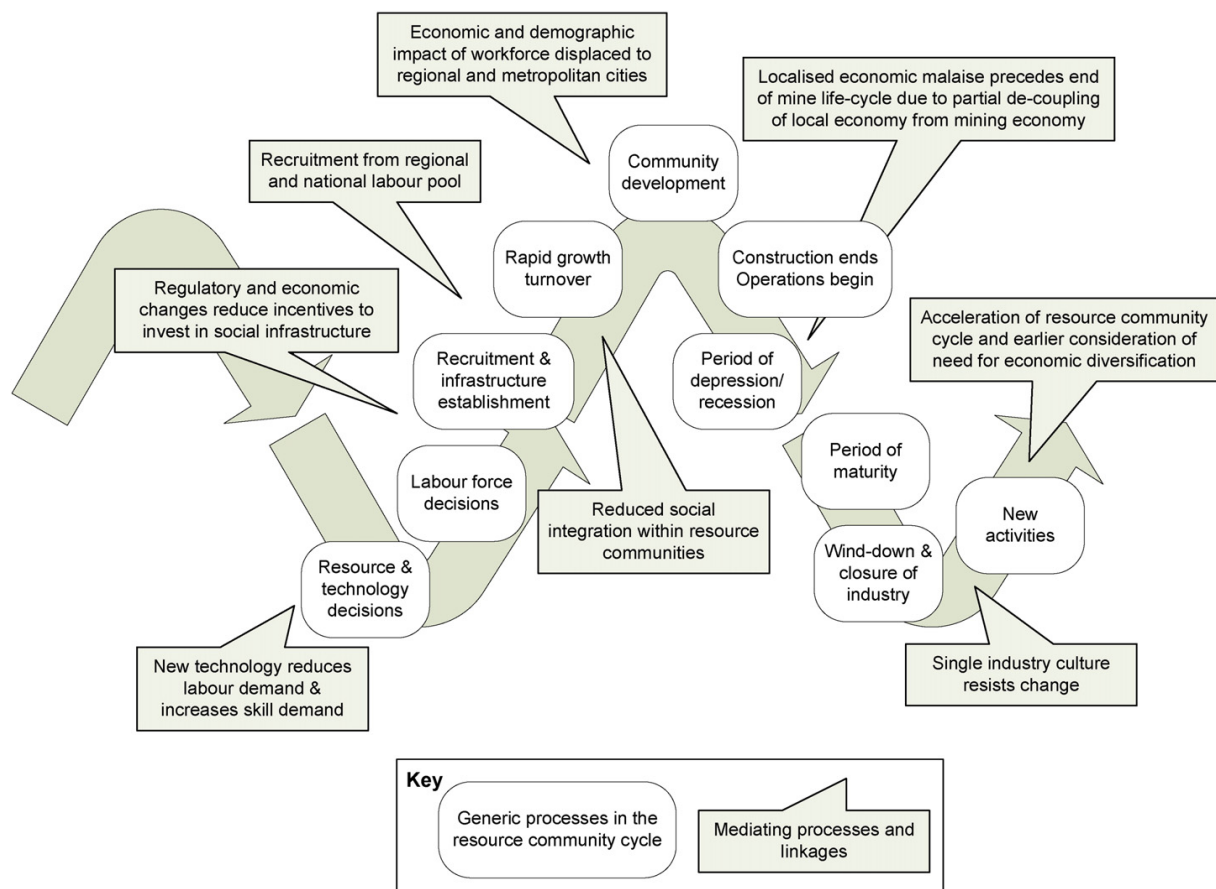 Economic and demographic
impact of workforce displaced to
regional and metropolitan cities
Localised economic malaise precedes end
of mine life-cycle due to partial de-coupling
of local economy from mining economy
Recruitment from regional
and national labour pool
Community
development
Rapid growth
turnover
Construction ends
Operations begin
Regulatory and economic
changes reduce incentives to
invest in social infrastructure
Acceleration of resource community
cycle and earlier consideration of
need for economic diversification
Recruitment &
infrastructure
establishment
Period of
depression/
recession
Labour force
decisions
Period of
maturity
Reduced social
integration within resource
communities
New
activities
Resource &
technology
decisions
Wind-down &
closure of
industry
New technology reduces
labour demand &
increases skill demand
Single industry culture
resists change
Key
Generic processes in the
resource community cycle
Mediating processes and
linkages